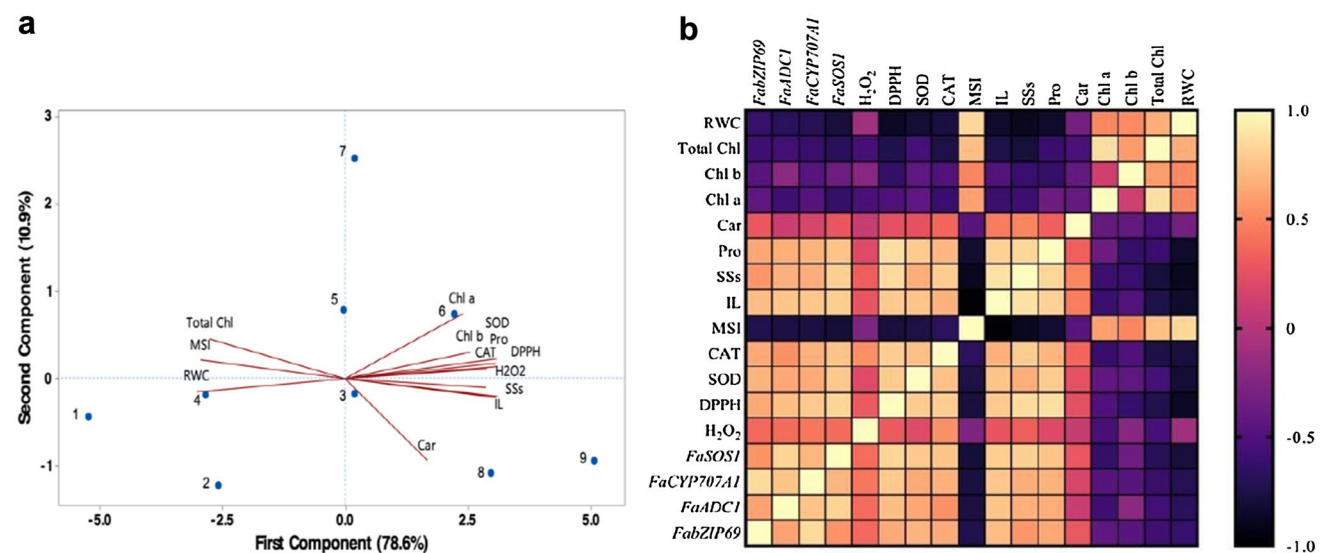 a
Second Component (10.9%)
3
2
1
0
-1
-5.0
-2.5
0.0
2.5
5.0
First Component (78.6%)
7
5
6
Chl a
Total Chl
SOD
MSI
Chl b
Pro
CAT
DPPH
RWC
H2O2
4
3
SSs
IL
1
Car
2
8
9
b
FabZIP69
FaADC1
FaCYP707A1
FaSOS1
H₂O₂
DPPH
SOD
CAT
MSI
IL
SSs
Pro
Car
Chl a
Chl b
Total Chl
RWC
RWC
Total Chl
Chl b
Chl a
Car
Pro
SSs
IL
MSI
CAT
SOD
DPPH
H₂O₂
FaSOS1
FaCYP707A1
FaADC1
FabZIP69
1.0
0.5
0
-0.5
-1.0